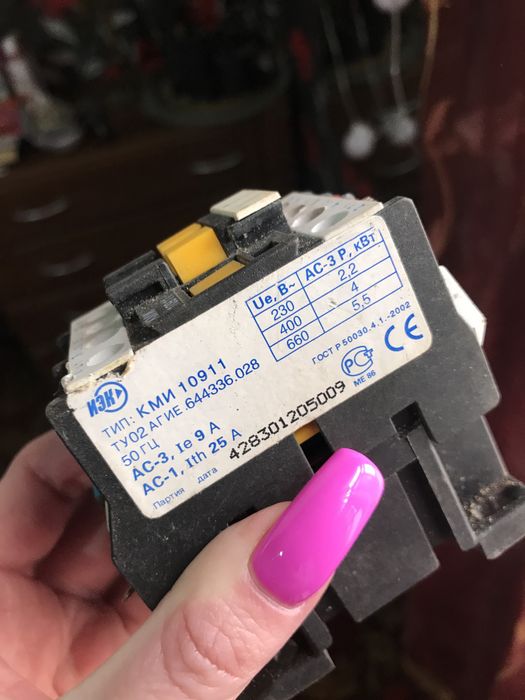 ИЭК
ТИП: КМИ 10911
ТУ02 АГИЕ.644336.028
50 ГЦ
АС-3, Ie 9 А
АС-1, Ith 25 А
Партия дата
428301205009
Ue, В~ АС-3 Р, кВт
230 2,2
400 4
660 5,5
ГОСТ Р 50030.4.1.-2002
РСТ
МЕ 86
CE